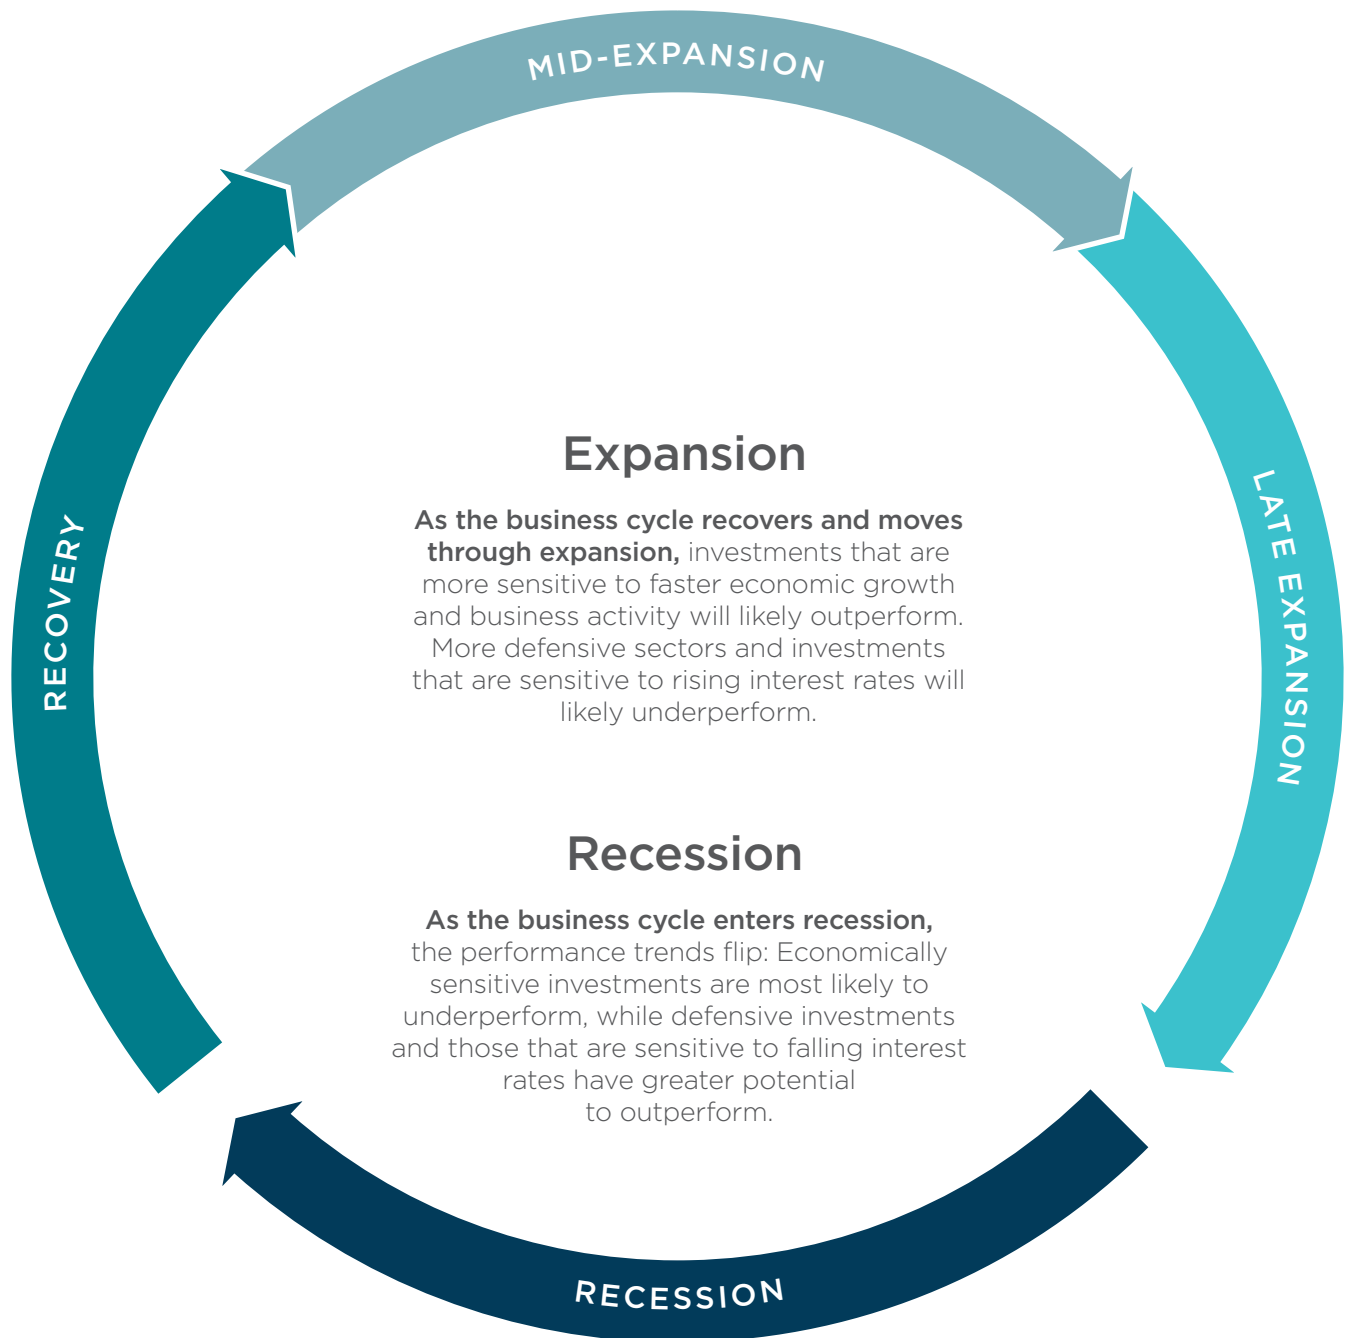 MID-EXPANSION
LATE EXPANSION
RECOVERY
Expansion
As the business cycle recovers and moves
through expansion, investments that are
more sensitive to faster economic growth
and business activity will likely outperform.
More defensive sectors and investments
that are sensitive to rising interest rates will
likely underperform.
Recession
As the business cycle enters recession,
the performance trends flip: Economically
sensitive investments are most likely to
underperform, while defensive investments
and those that are sensitive to falling interest
rates have greater potential
to outperform.
RECESSION